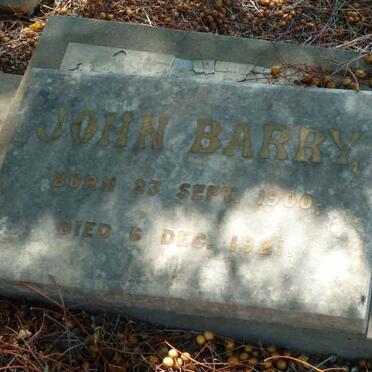 JOHN BARRY,
BORN 23 SEPT. 1900,
DIED 6 DEC.